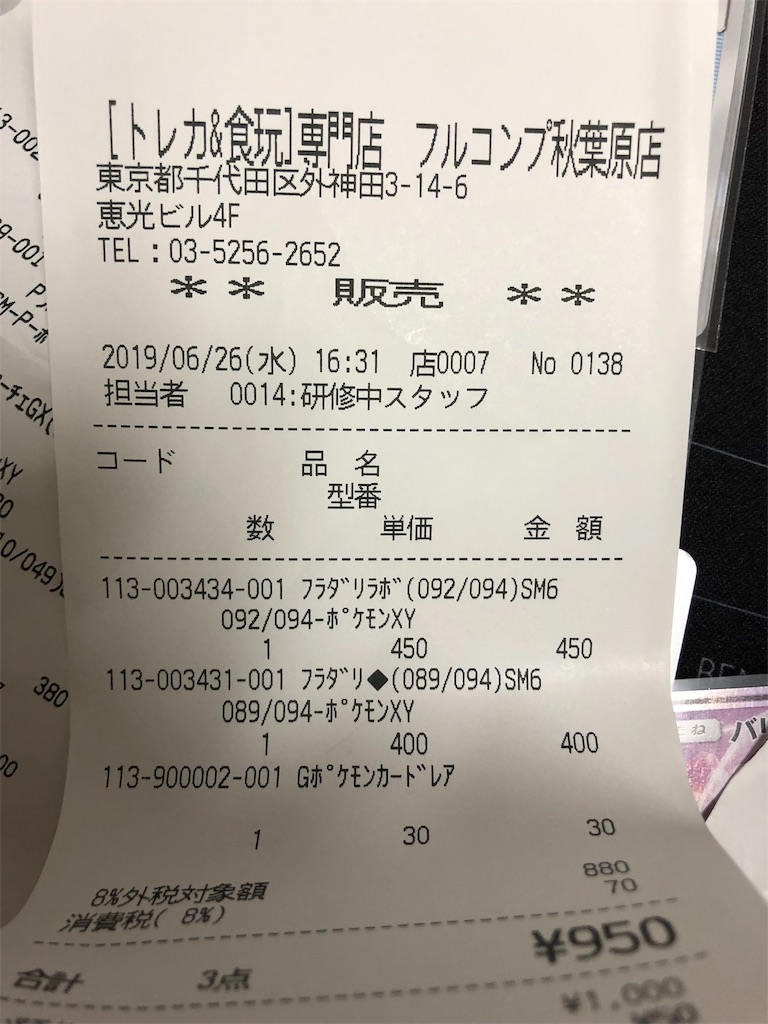 [トレカ&食玩]専門店 フルコンプ秋葉原店
東京都千代田区外神田3-14-6
恵光ビル4F
TEL:03-5256-2652
** 販売 **
2019/06/26(水) 16:31 店0007 No 0138
担当者 0014:研修中スタッフ
コード 品 名
型番
数 単価 金 額
113-003434-001 フラダリラボ(092/094)SM6
092/094-ポケモンXY
1 450 450
113-003431-001 フラダリ◆(089/094)SM6
089/094-ポケモンXY
1 400 400
113-900002-001 Gポケモンカードレア
1 30 30
8%外税対象額 880
消費税( 8%) 70
合計 3点 ¥950
¥1,000
¥50
380
10/049)